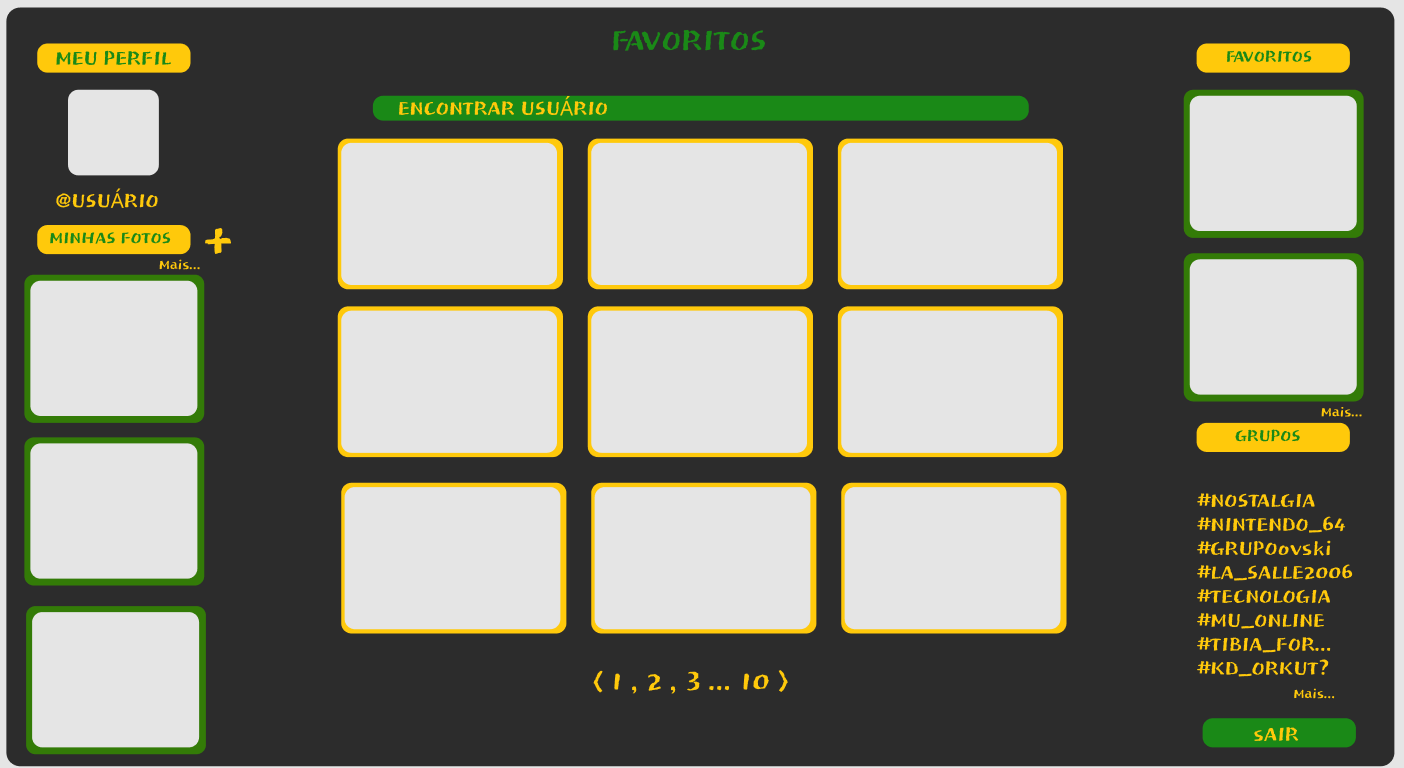 FAVORITOS
MEU PERFIL
@USUÁRIO
MINHAS FOTOS +
Mais...
ENCONTRAR USUÁRIO
< 1 , 2 , 3 ... 10 >
FAVORITOS
Mais...
GRUPOS
#NOSTALGIA
#NINTENDO_64
#GRUPOovski
#LA_SALLE2006
#TECNOLOGIA
#MU_ONLINE
#TIBIA_FOR...
#KD_ORKUT?
Mais...
sAIR